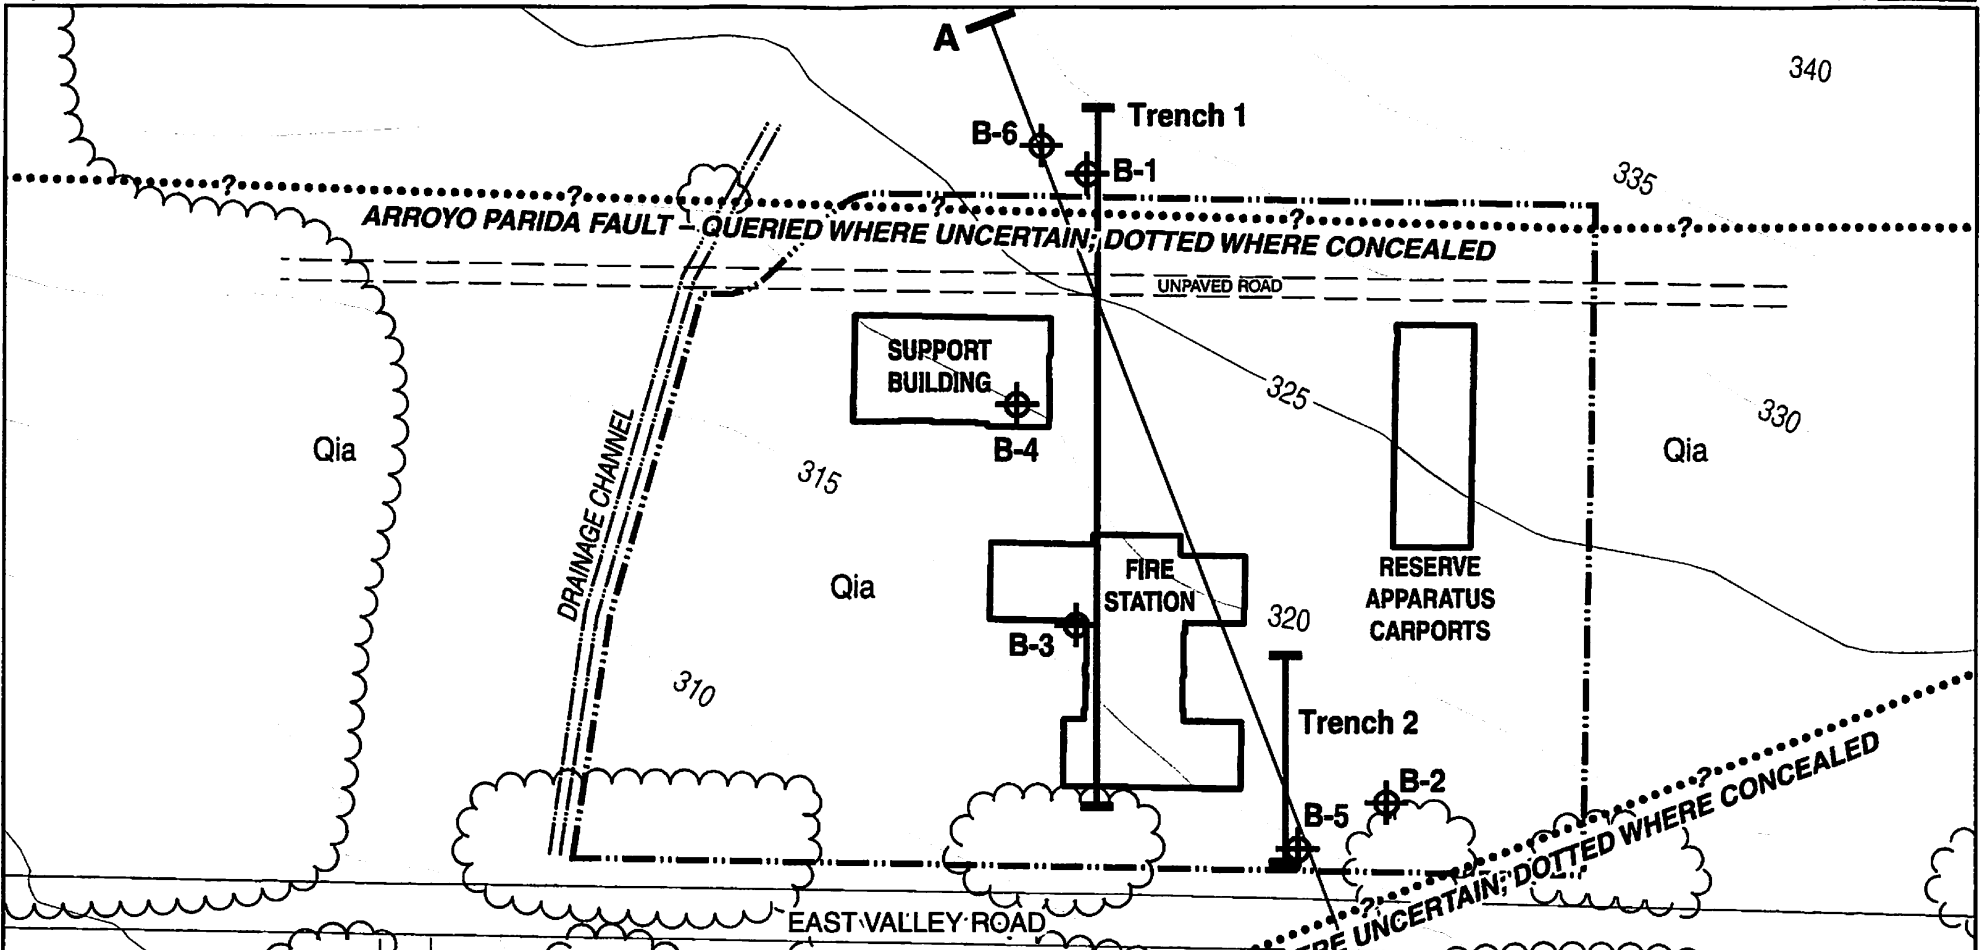 A
340
Trench 1
B-6
B-1
335
?
?
?
?
?
ARROYO PARIDA FAULT – QUERIED WHERE UNCERTAIN; DOTTED WHERE CONCEALED
UNPAVED ROAD
SUPPORT
BUILDING
325
330
B-4
Qia
Qia
315
DRAINAGE CHANNEL
RESERVE
APPARATUS
CARPORTS
FIRE
STATION
Qia
320
B-3
310
Trench 2
B-2
?
B-5
?
ERE UNCERTAIN; DOTTED WHERE CONCEALED
EAST VALLEY ROAD